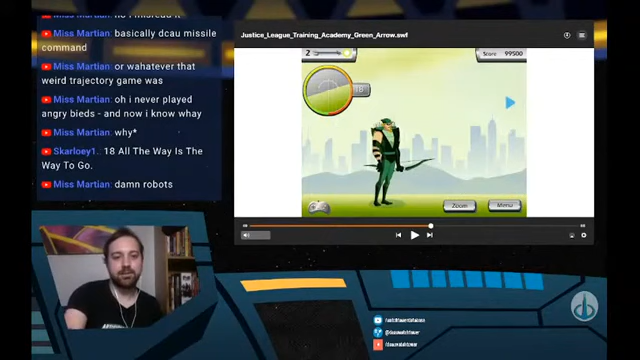 Miss Martian: no i misread it
Miss Martian: basically dcau missile
command
Miss Martian: or wahatever that
weird trajectory game was
Miss Martian: oh i never played
angry bieds - and now i know whay
Miss Martian: why*
Skarloey1.: 18 All The Way Is The
Way To Go.
Miss Martian: damn robots
Justice_League_Training_Academy_Green_Arrow.swf
2
Score 99500
18
Zoom
Menu